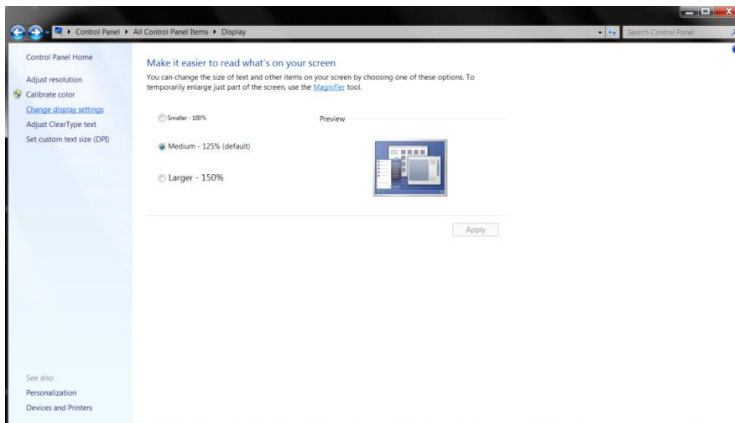 Control Panel ▸ All Control Panel Items ▸ Display
Search Control Panel
Control Panel Home
Adjust resolution
Calibrate color
Change display settings
Adjust ClearType text
Set custom text size (DPI)
Make it easier to read what's on your screen
You can change the size of text and other items on your screen by choosing one of these options. To
temporarily enlarge just part of the screen, use the Magnifier tool.
Smaller - 100%
Preview
Medium - 125% (default)
Larger - 150%
Apply
See also
Personalization
Devices and Printers